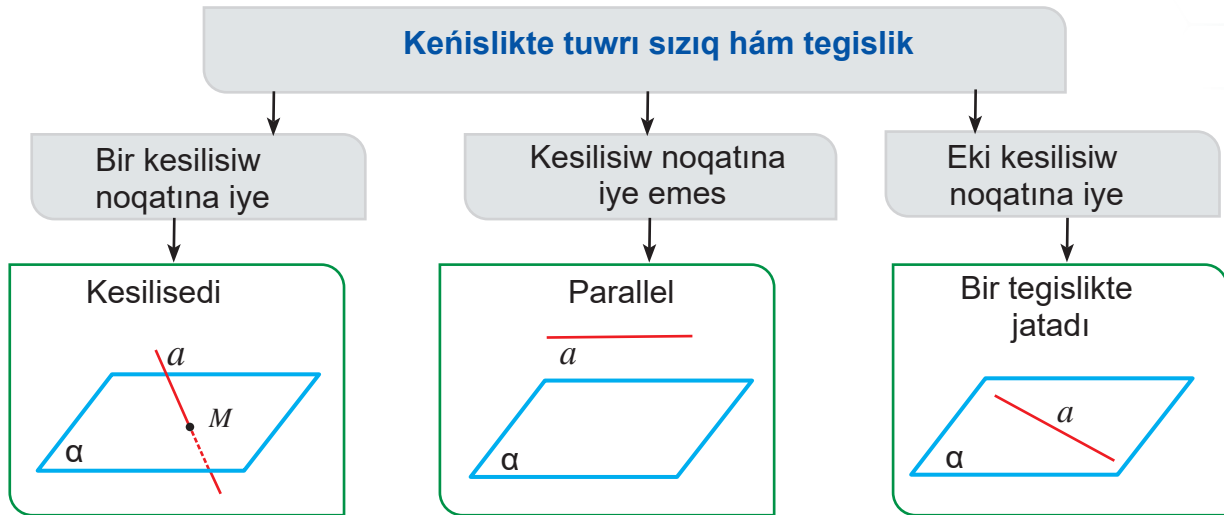 Keńislikte tuwrı sızıq hám tegislik
Bir kesilisiw
noqatına iye
Kesilisiw noqatına
iye emes
Eki kesilisiw
noqatına iye
Kesilisedi
a
M
α
Parallel
a
α
Bir tegislikte
jatadı
a
α